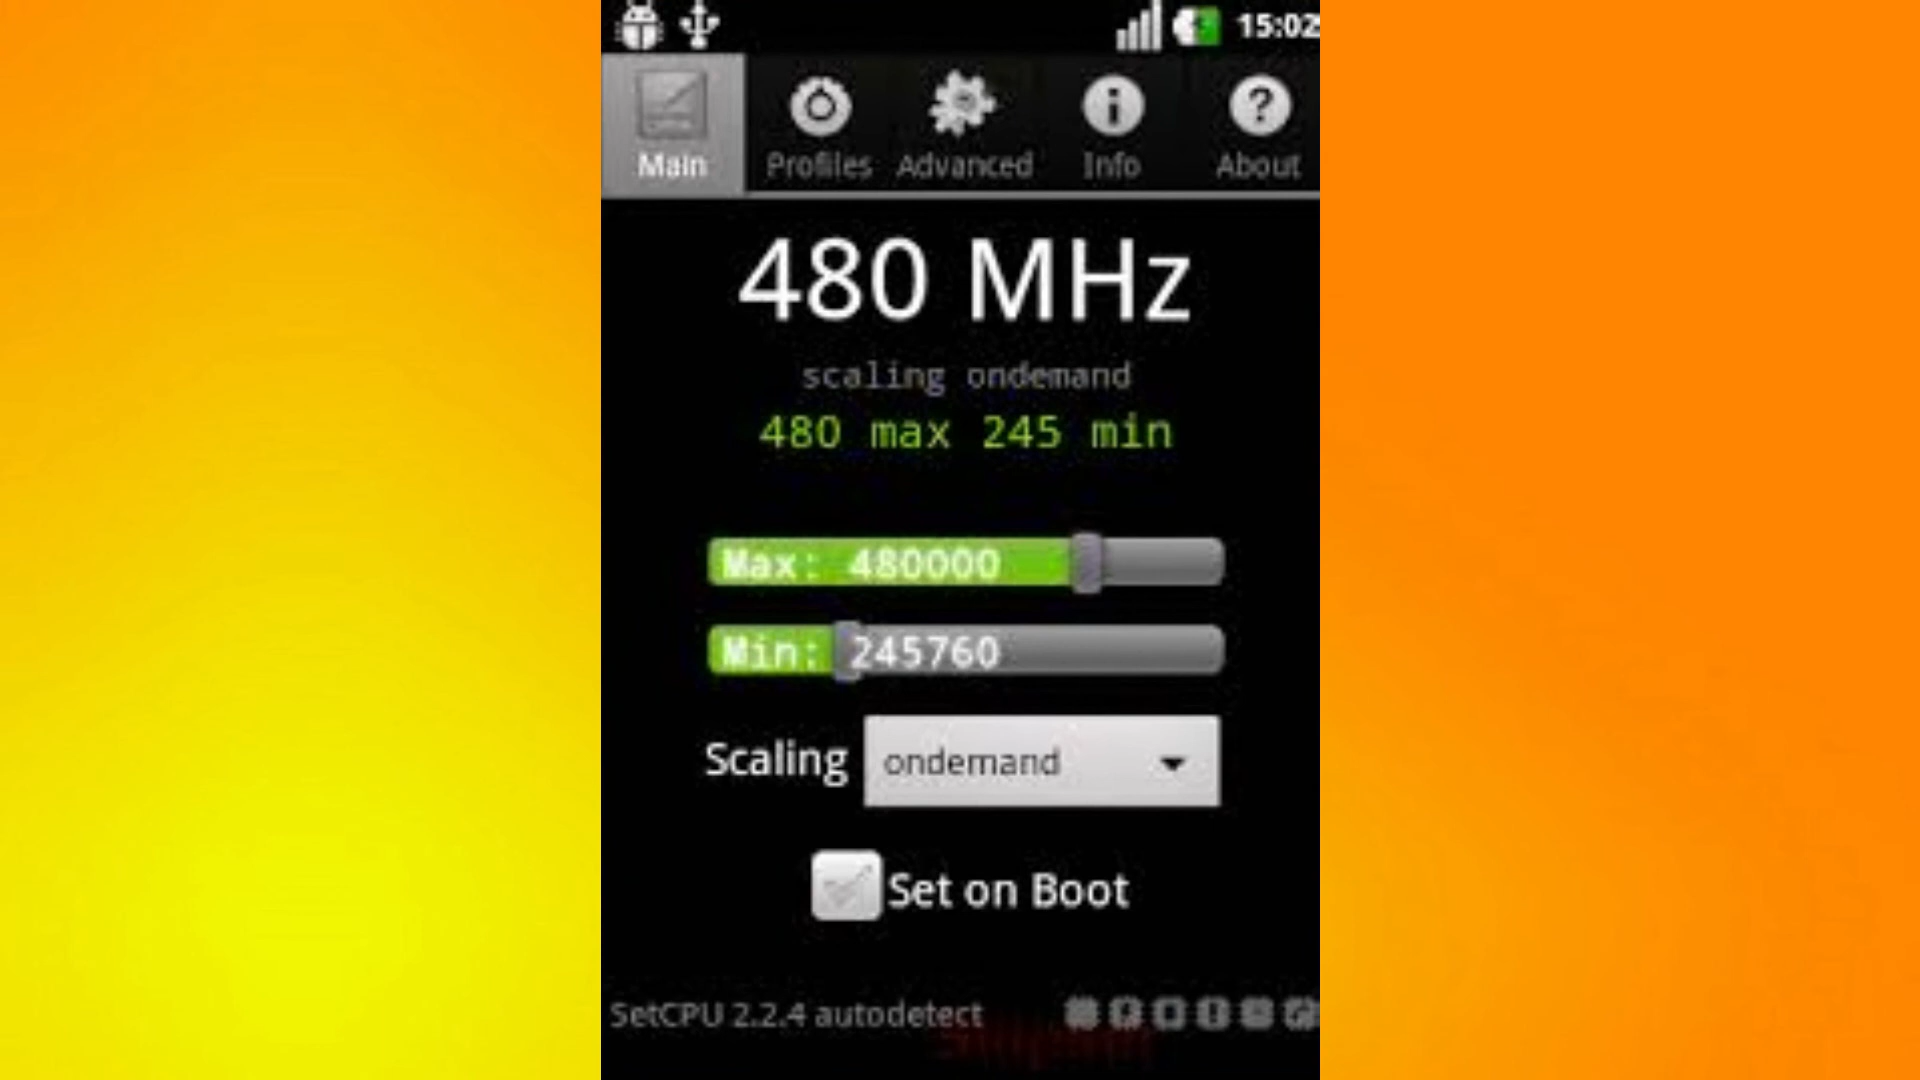 15:02
Main Profiles Advanced Info About
480 MHz
scaling ondemand
480 max 245 min
Max: 480000
Min: 245760
Scaling ondemand
Set on Boot
SetCPU 2.2.4 autodetect